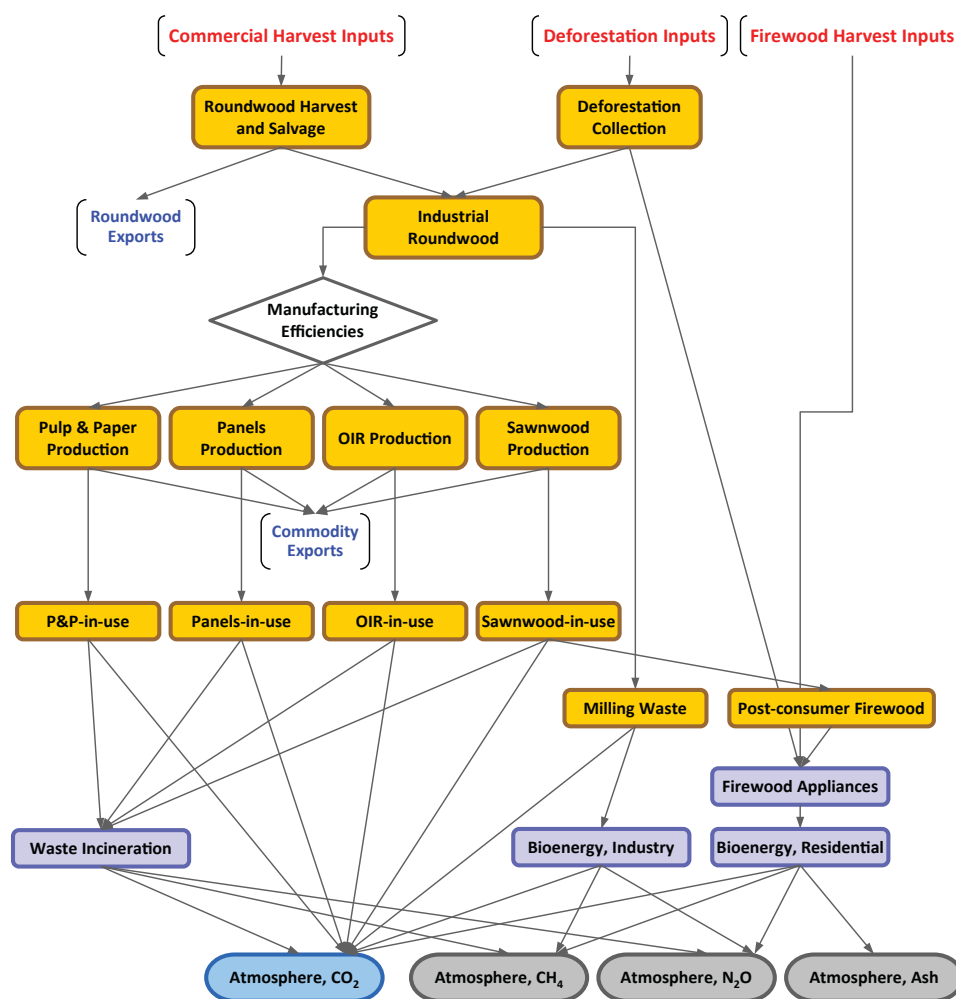 Commercial Harvest Inputs
Deforestation Inputs
Firewood Harvest Inputs
Roundwood Harvest
and Salvage
Deforestation
Collection
Roundwood
Exports
Industrial
Roundwood
Manufacturing
Efficiencies
Pulp & Paper
Production
Panels
Production
OIR Production
Sawnwood
Production
Commodity
Exports
P&P-in-use
Panels-in-use
OIR-in-use
Sawnwood-in-use
Milling Waste
Post-consumer Firewood
Firewood Appliances
Waste Incineration
Bioenergy, Industry
Bioenergy, Residential
Atmosphere, CO₂
Atmosphere, CH₄
Atmosphere, N₂O
Atmosphere, Ash